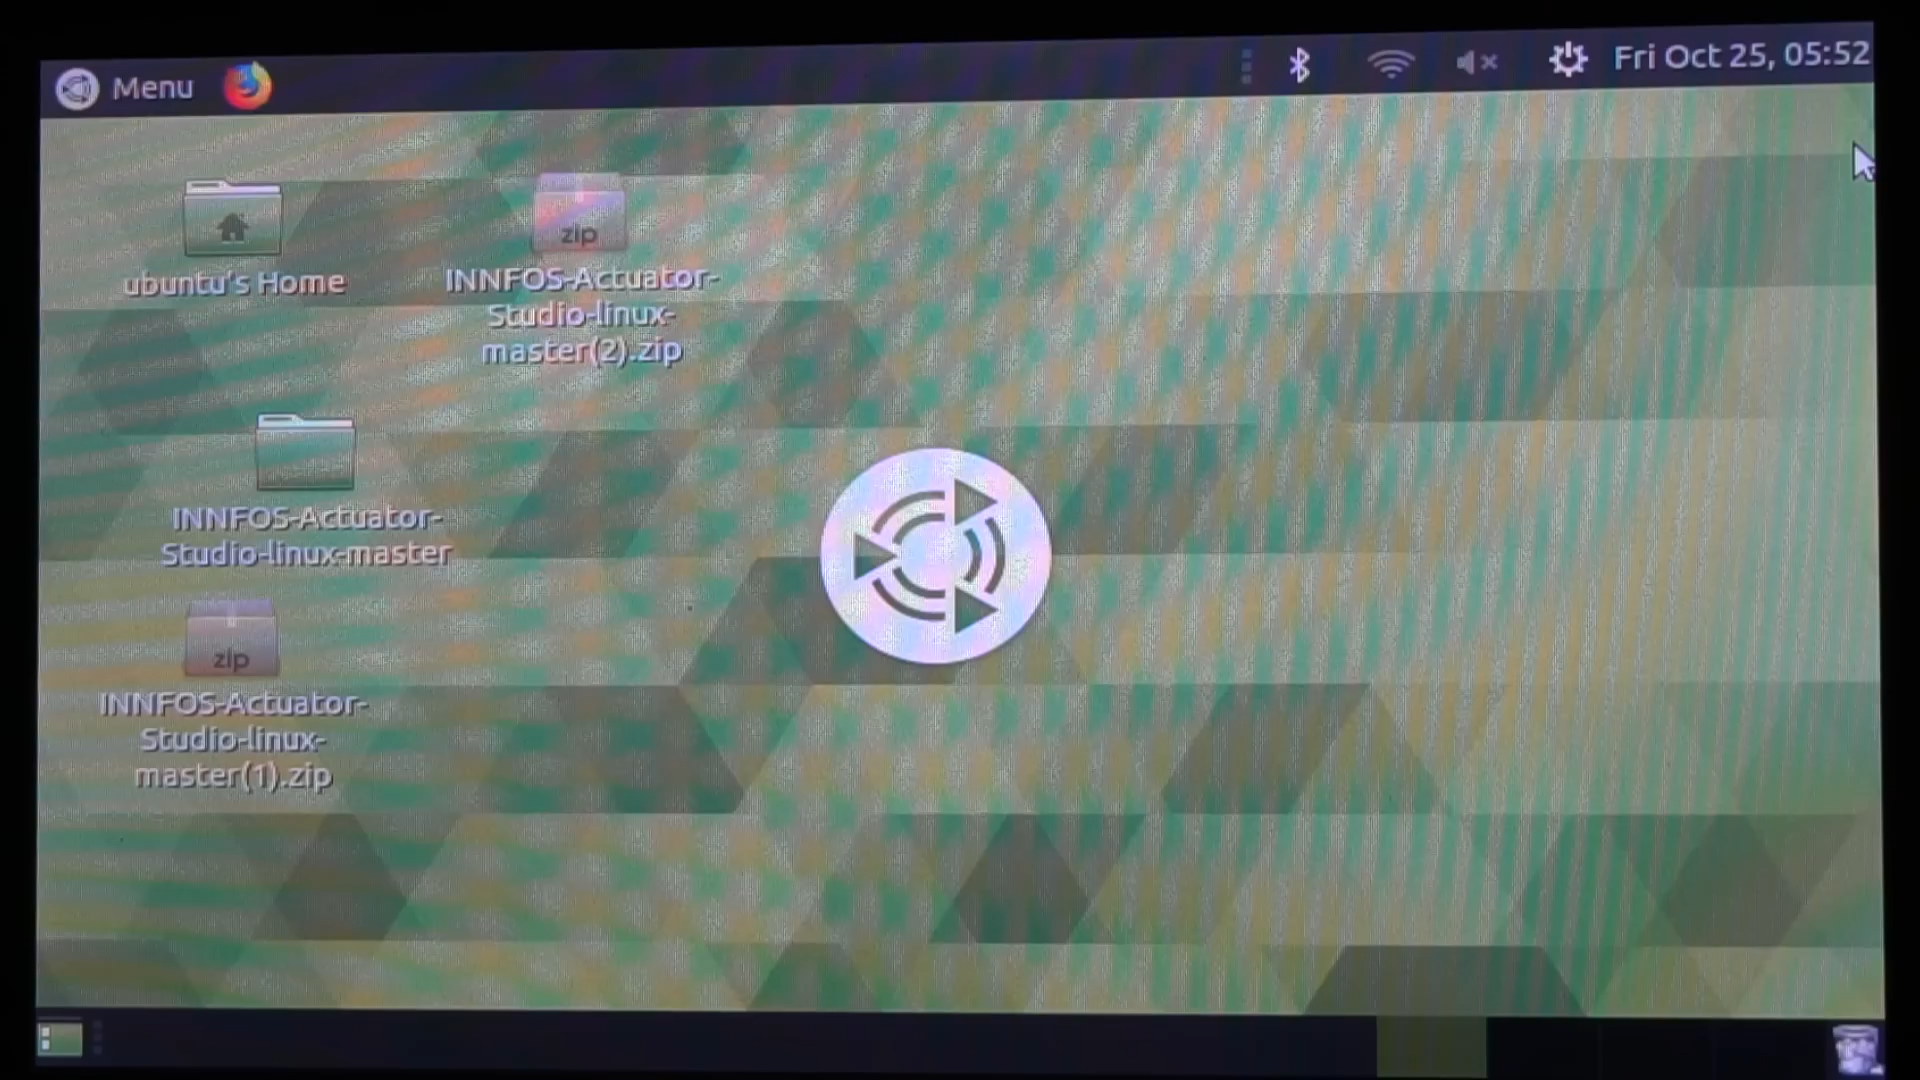 Menu
Fri Oct 25, 05:52
ubuntu's Home
zip
INNFOS-Actuator-
Studio-linux-
master(2).zip
INNFOS-Actuator-
Studio-linux-master
zip
INNFOS-Actuator-
Studio-linux-
master(1).zip